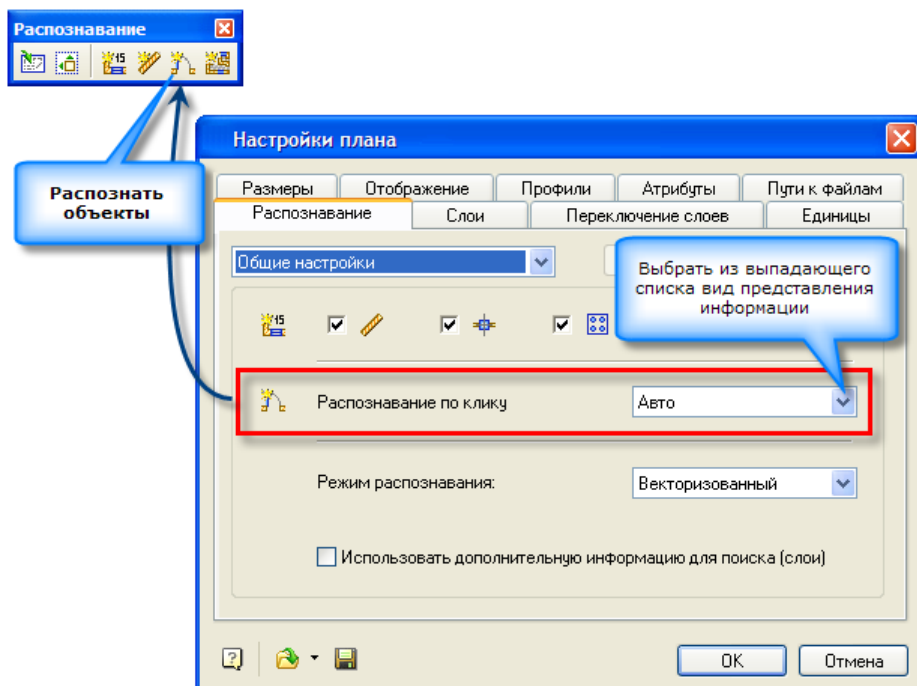 Распознавание
15
Распознать
объекты
Настройки плана
Размеры Отображение Профили Атрибуты Пути к файлам
Распознавание Слои Переключение слоев Единицы
Общие настройки
Выбрать из выпадающего
списка вид представления
информации
15
Распознавание по клику Авто
Режим распознавания: Векторизованный
Использовать дополнительную информацию для поиска (слои)
?
OK Отмена